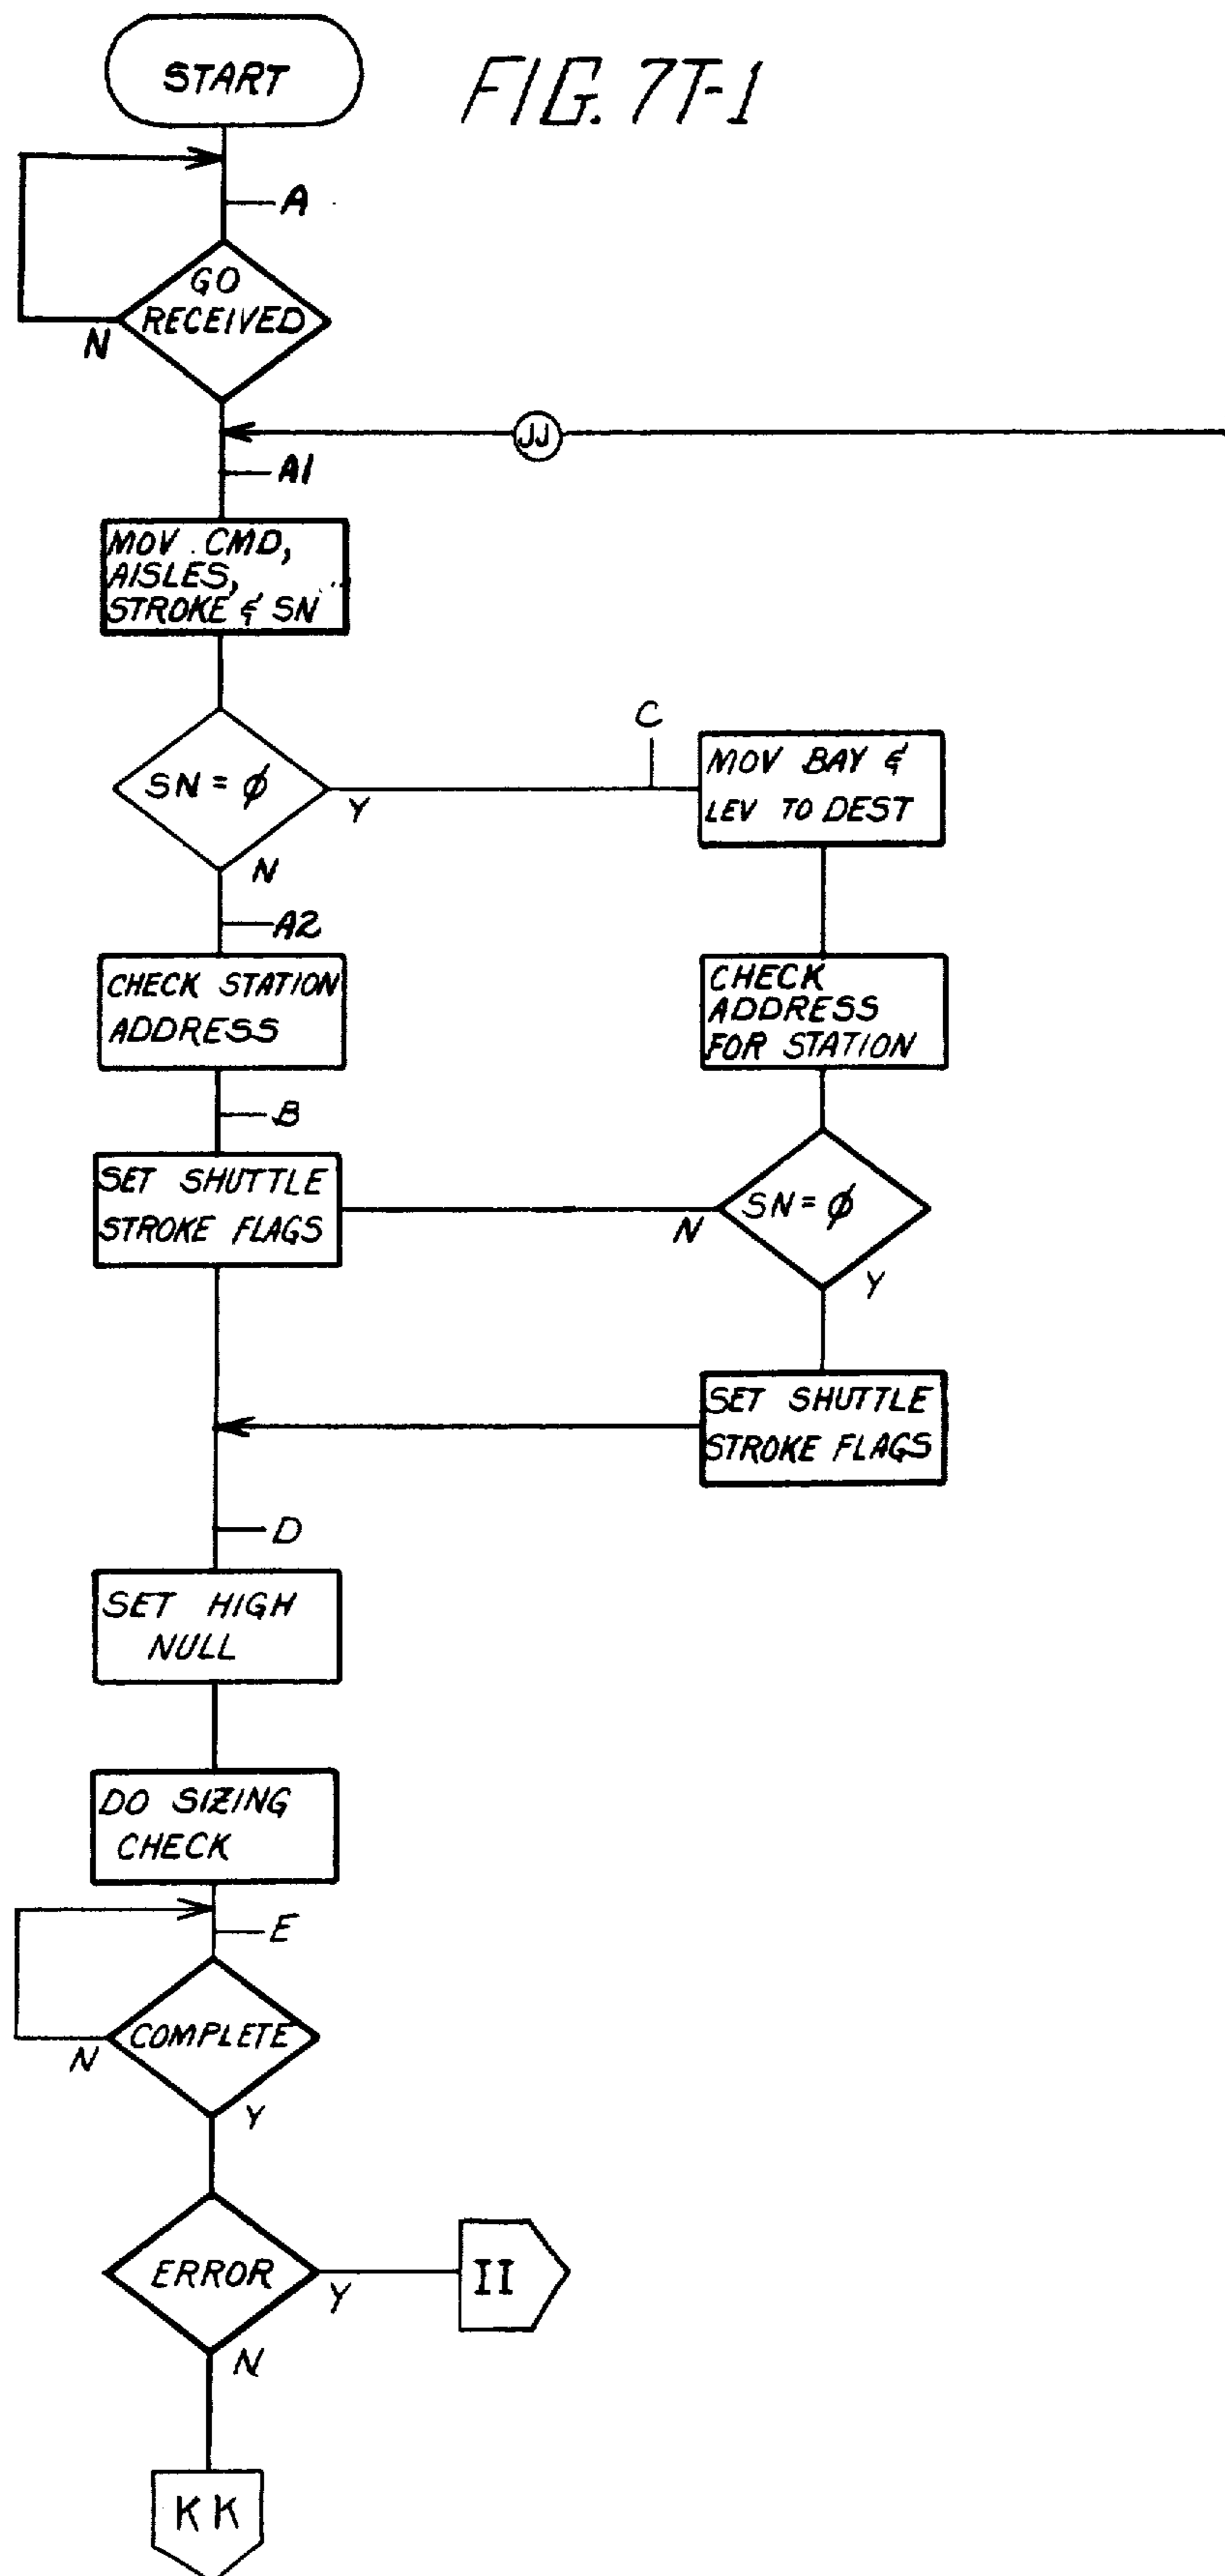 START
FIG. 7T-1
A
GO
RECEIVED
N
JJ
A1
MOV. CMD,
AISLES,
STROKE & SN
SN = ϕ
Y
N
C
MOV BAY &
LEV TO DEST
A2
CHECK STATION
ADDRESS
CHECK
ADDRESS
FOR STATION
B
SET SHUTTLE
STROKE FLAGS
SN = ϕ
N
Y
SET SHUTTLE
STROKE FLAGS
D
SET HIGH
NULL
DO SIZING
CHECK
E
COMPLETE
N
Y
ERROR
Y
II
N
KK